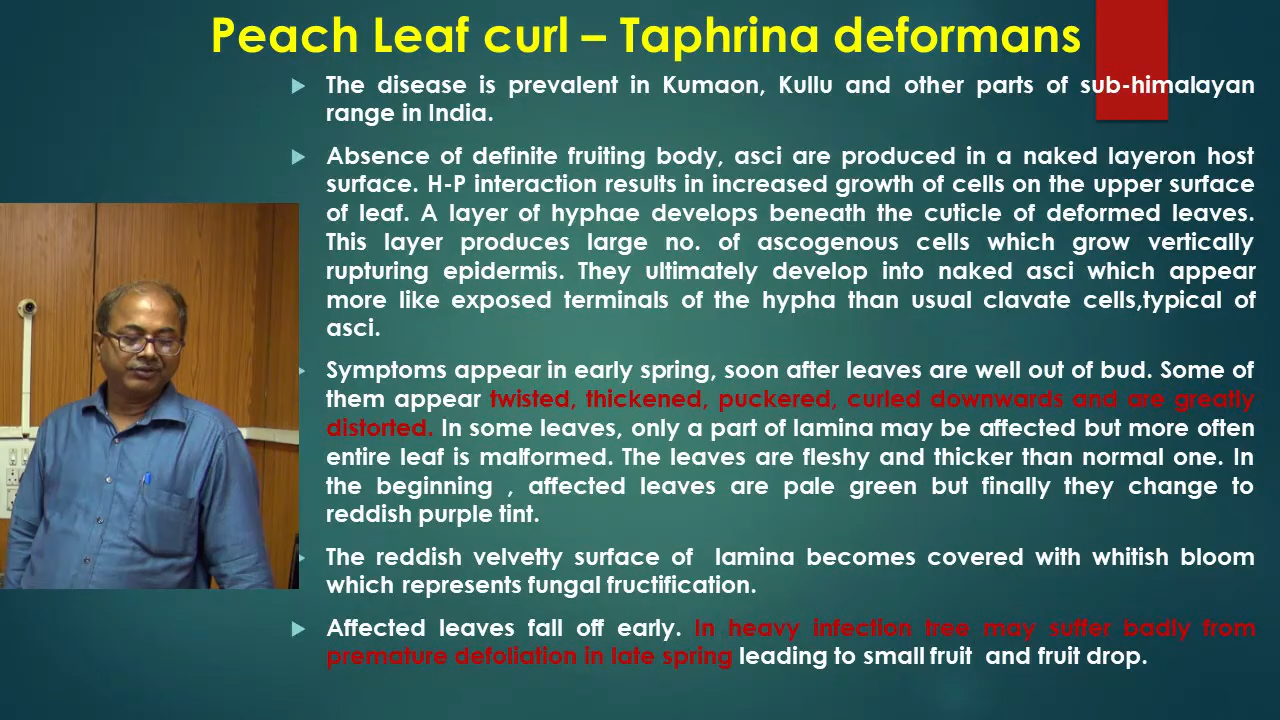 Peach Leaf curl – Taphrina deformans
The disease is prevalent in Kumaon, Kullu and other parts of sub-himalayan
range in India.
Absence of definite fruiting body, asci are produced in a naked layeron host
surface. H-P interaction results in increased growth of cells on the upper surface
of leaf. A layer of hyphae develops beneath the cuticle of deformed leaves.
This layer produces large no. of ascogenous cells which grow vertically
rupturing epidermis. They ultimately develop into naked asci which appear
more like exposed terminals of the hypha than usual clavate cells,typical of
asci.
Symptoms appear in early spring, soon after leaves are well out of bud. Some of
them appear twisted, thickened, puckered, curled downwards and are greatly
distorted. In some leaves, only a part of lamina may be affected but more often
entire leaf is malformed. The leaves are fleshy and thicker than normal one. In
the beginning , affected leaves are pale green but finally they change to
reddish purple tint.
The reddish velvetty surface of lamina becomes covered with whitish bloom
which represents fungal fructification.
Affected leaves fall off early. In heavy infection tree may suffer badly from
premature defoliation in late spring leading to small fruit and fruit drop.